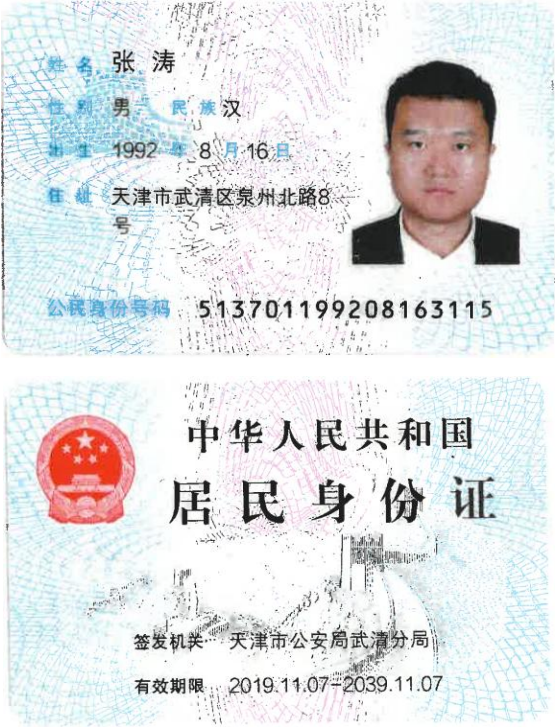 姓名 张涛
性别 男 民族 汉
出生 1992 年 8 月 16 日
住址 天津市武清区泉州北路8
号
公民身份号码 513701199208163115
中华人民共和国
居民身份证
签发机关 天津市公安局武清分局
有效期限 2019.11.07-2039.11.07